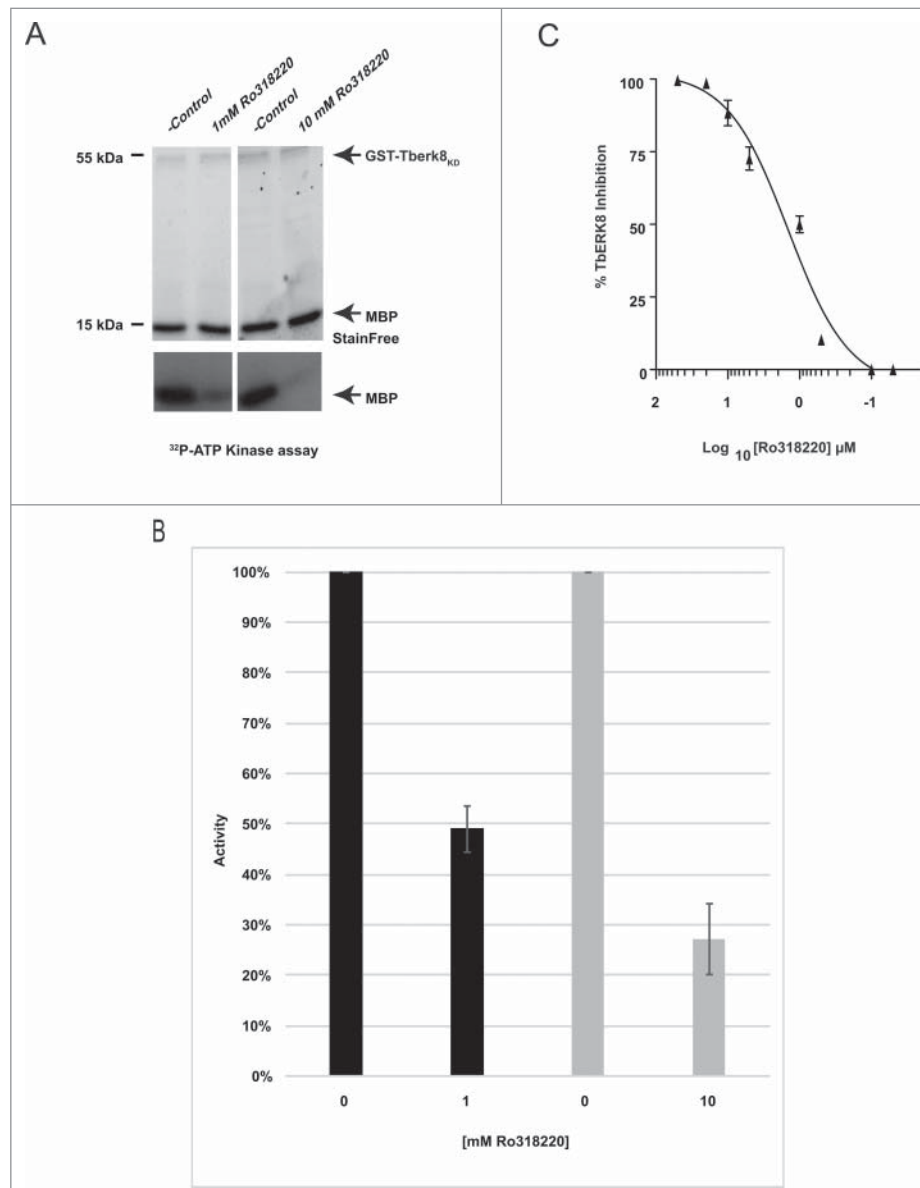 A
-Control
1mM Ro318220
-Control
10 mM Ro318220
55 kDa
GST-Tberk8KD
15 kDa
MBP
StainFree
MBP
32P-ATP Kinase assay
C
100
75
50
25
0
% TbERK8 Inhibition
2 1 0 -1
Log 10 [Ro318220] µM
B
100%
90%
80%
70%
60%
50%
40%
30%
20%
10%
0%
Activity
0 1 0 10
[mM Ro318220]